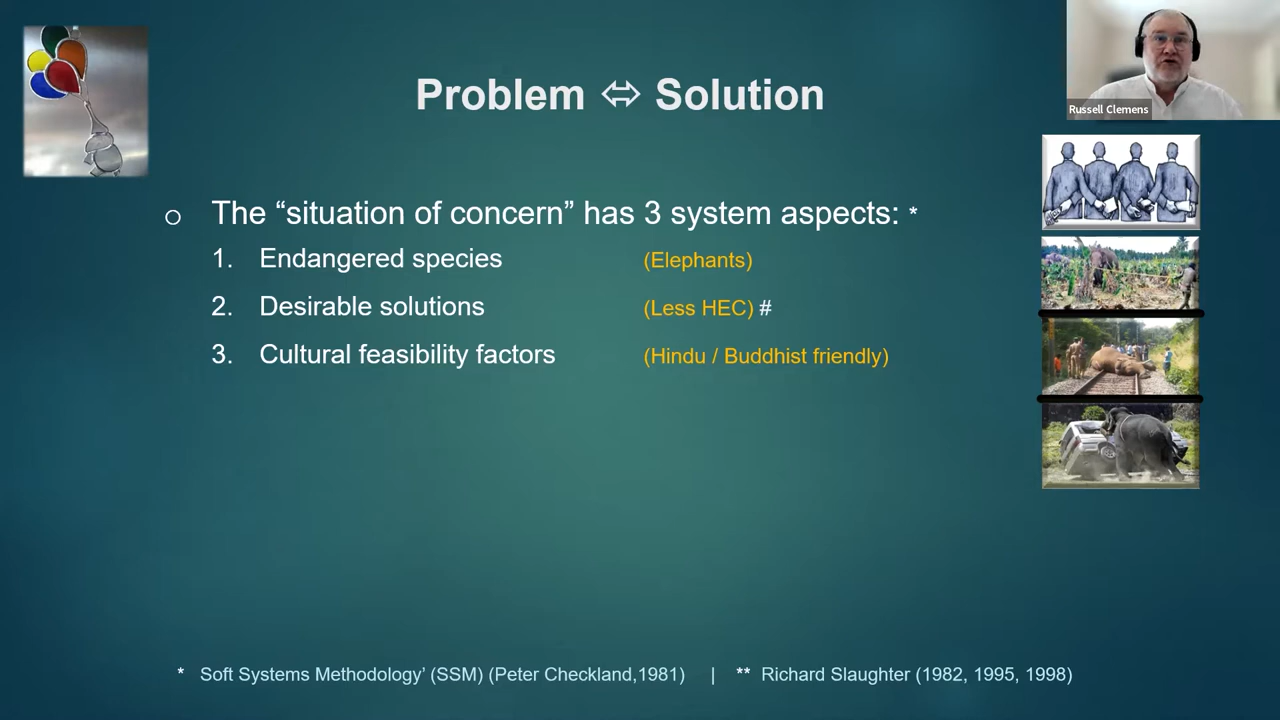 Problem ⬄ Solution
Russell Clemens
o The “situation of concern” has 3 system aspects: *
1. Endangered species (Elephants)
2. Desirable solutions (Less HEC) #
3. Cultural feasibility factors (Hindu / Buddhist friendly)
* Soft Systems Methodology’ (SSM) (Peter Checkland,1981) | ** Richard Slaughter (1982, 1995, 1998)